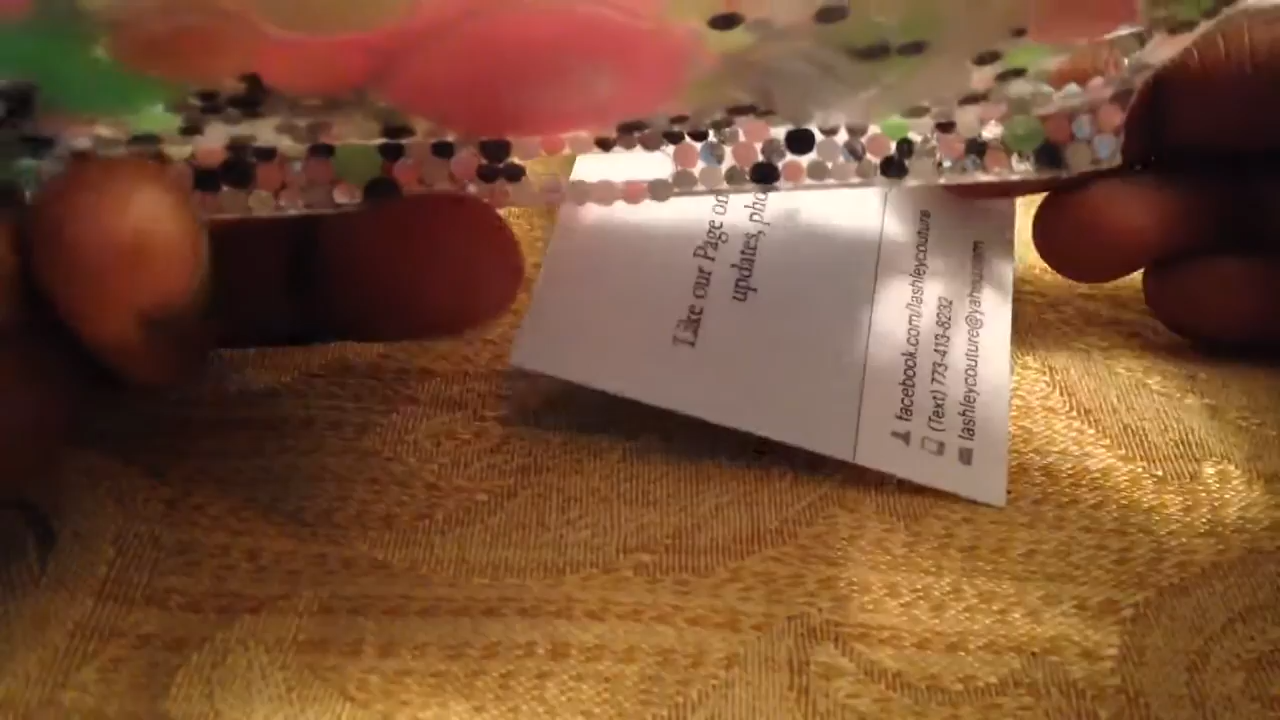 Like our Page on
updates, pho
facebook.com/lashleycouture
(Text) 773-413-8232
lashleycouture@yahoo.com